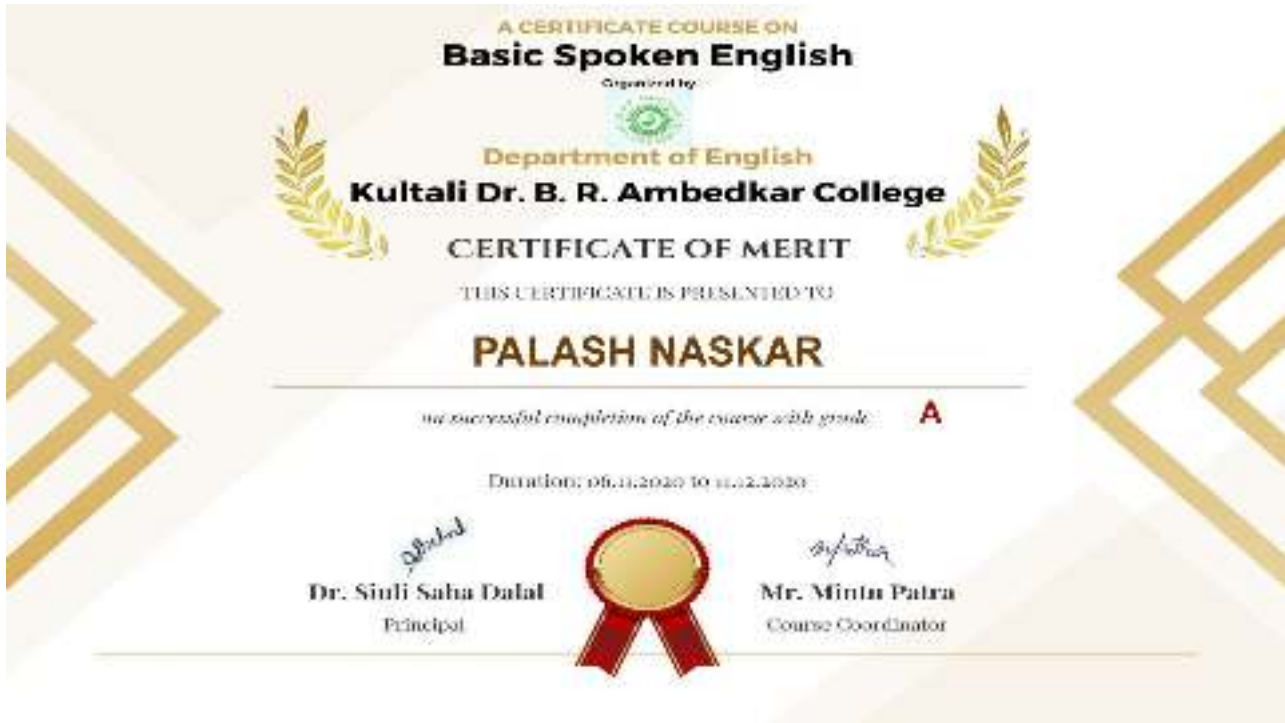 A CERTIFICATE COURSE ON
Basic Spoken English
Organized by
Department of English
Kultali Dr. B. R. Ambedkar College
CERTIFICATE OF MERIT
THIS CERTIFICATE IS PRESENTED TO
PALASH NASKAR
on successful completion of the course with grade A
Duration: 06.11.2020 to 11.12.2020
Dr. Siuli Saha Dalal Mr. Mintu Patra
Principal Course Coordinator